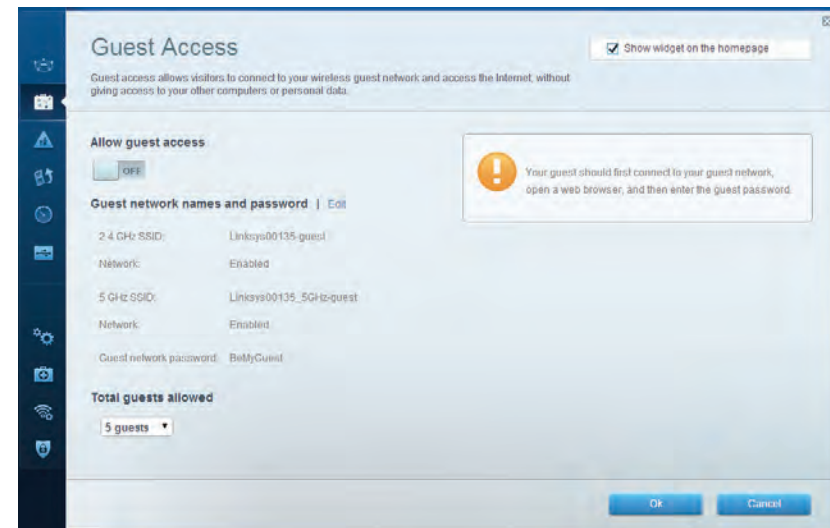 Guest Access
Show widget on the homepage
Guest access allows visitors to connect to your wireless guest network and access the Internet, without
giving access to your other computers or personal data.
Allow guest access
OFF
Your guest should first connect to your guest network,
open a web browser, and then enter the guest password.
Guest network names and password | Edit
2.4 GHz SSID: Linksys00135-guest
Network: Enabled
5 GHz SSID: Linksys00135_5GHz-guest
Network: Enabled
Guest network password: BeMyGuest
Total guests allowed
5 guests
Ok Cancel